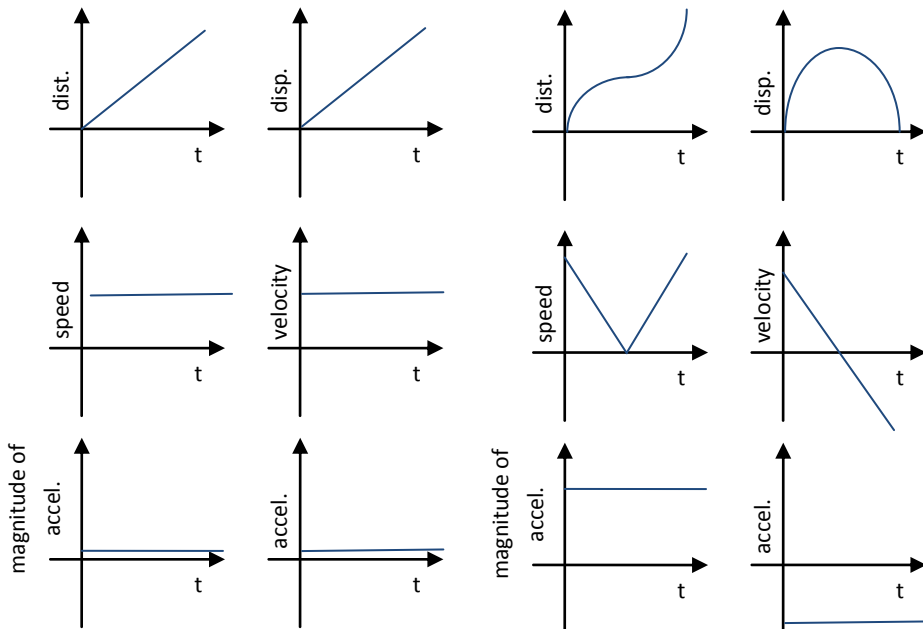 dist.
t
disp.
t
dist.
t
disp.
t
speed
t
velocity
t
speed
t
velocity
t
magnitude of
accel.
t
accel.
t
magnitude of
accel.
t
accel.
t